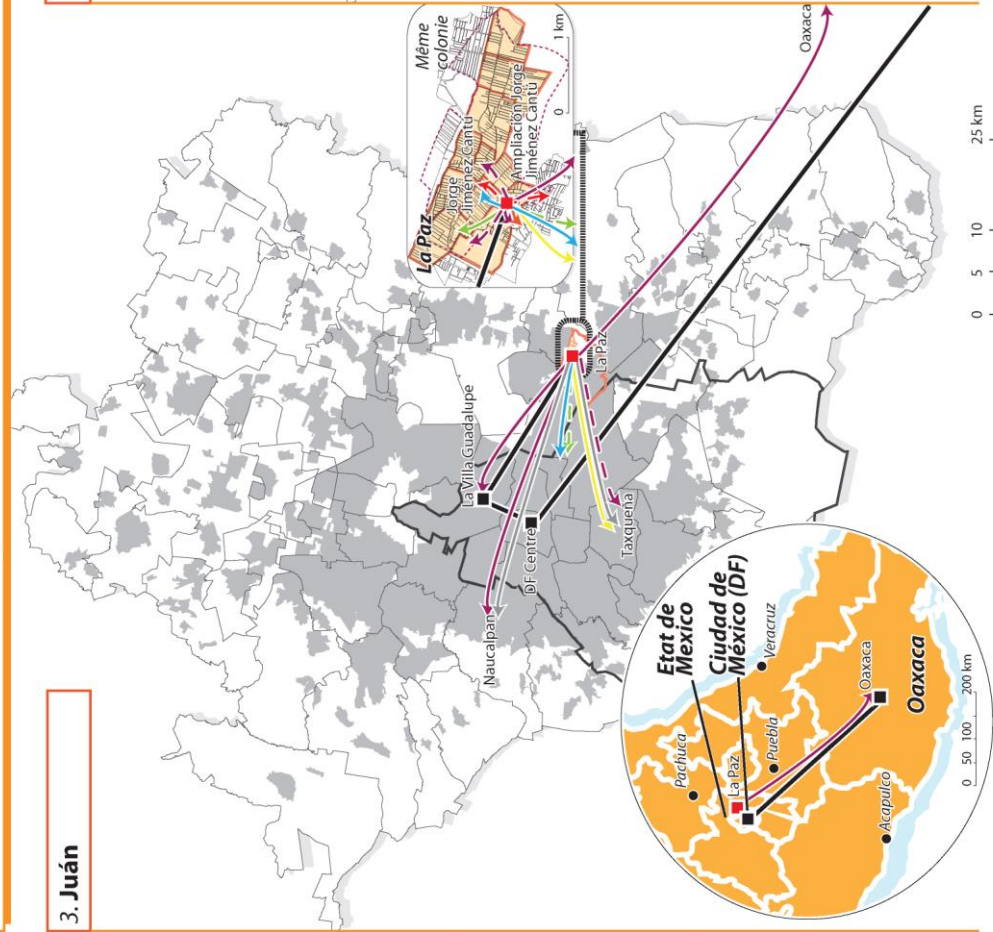 3. Juán
La Paz
Même
colonie
Jorge
Jiménez Cantú
Ampliación Jorge
Jiménez Cantú
0
1 km
La Villa Guadalupe
Naucalpan
DF Centre
La Paz
Taxqueña
Oaxaca
0
5
10
25 km
Etat de
Mexico
Ciudad de
México (DF)
Pachuca
La Paz
Puebla
Veracruz
Oaxaca
Acapulco
Oaxaca
0
50
100
200 km